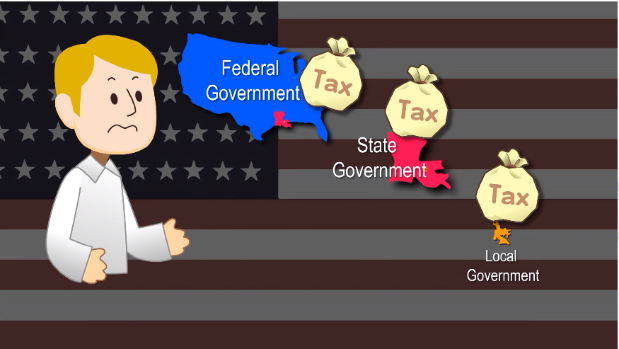 Federal
Government
Tax
Tax
State
Government
Tax
Local
Government